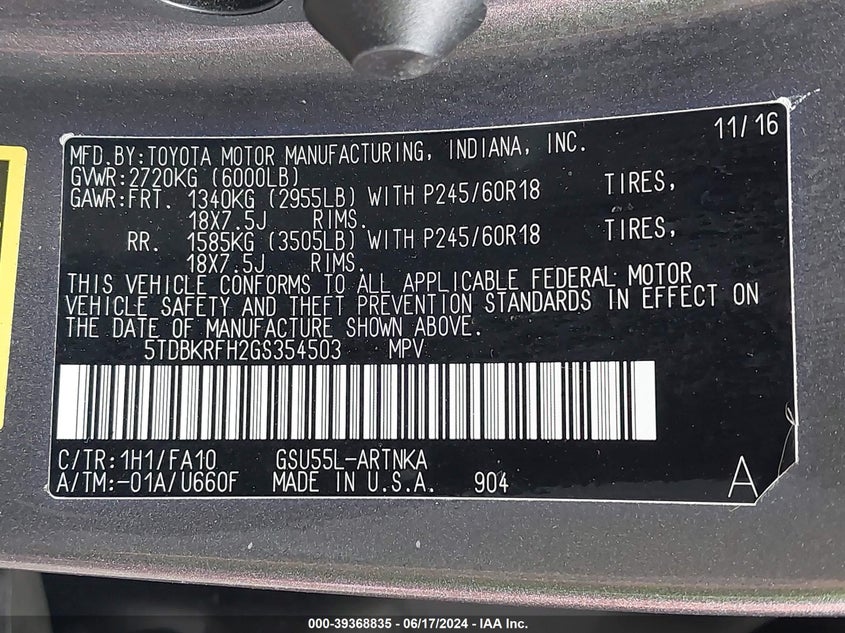 11/16
MFD.BY:TOYOTA MOTOR MANUFACTURING, INDIANA, INC.
GVWR:2720KG (6000LB)
GAWR:FRT. 1340KG (2955LB) WITH P245/60R18 TIRES,
18X7.5J RIMS.
RR. 1585KG (3505LB) WITH P245/60R18 TIRES,
18X7.5J RIMS.
THIS VEHICLE CONFORMS TO ALL APPLICABLE FEDERAL MOTOR
VEHICLE SAFETY AND THEFT PREVENTION STANDARDS IN EFFECT ON
THE DATE OF MANUFACTURE SHOWN ABOVE.
5TDBKRFH2GS354503 MPV
C/TR:1H1/FA10 GSU55L-ARTNKA
A/TM:-01A/U660F MADE IN U.S.A. 904 A
000-39368835 - 06/17/2024 - IAA Inc.